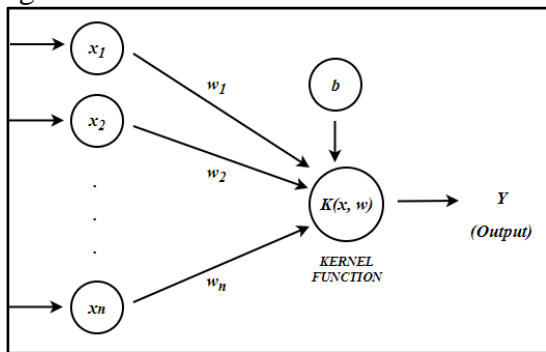 x1
w1
b
x2
w2
K(x, w)
Y
(Output)
KERNEL
FUNCTION
wn
xn